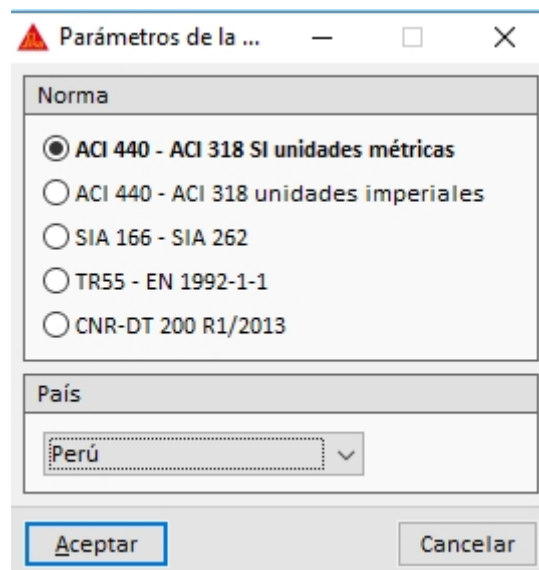 Parámetros de la ...
Norma
ACI 440 - ACI 318 SI unidades métricas
ACI 440 - ACI 318 unidades imperiales
SIA 166 - SIA 262
TR55 - EN 1992-1-1
CNR-DT 200 R1/2013
País
Perú
Aceptar
Cancelar